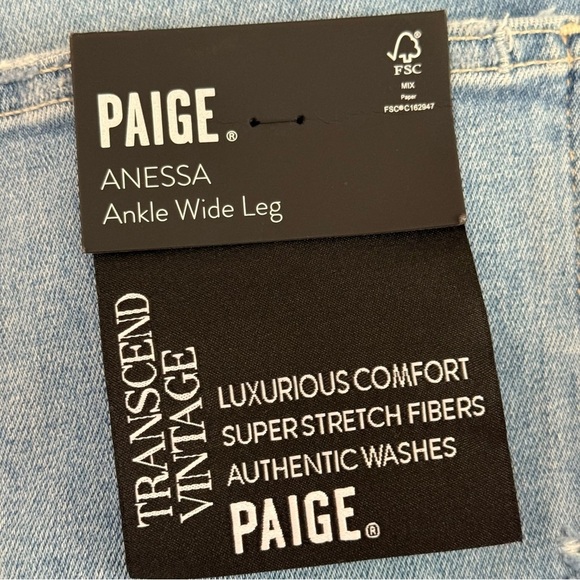 PAIGE®
ANESSA
Ankle Wide Leg
FSC
MIX
Paper
FSC® C162947
TRANSCEND
VINTAGE
LUXURIOUS COMFORT
SUPER STRETCH FIBERS
AUTHENTIC WASHES
PAIGE®